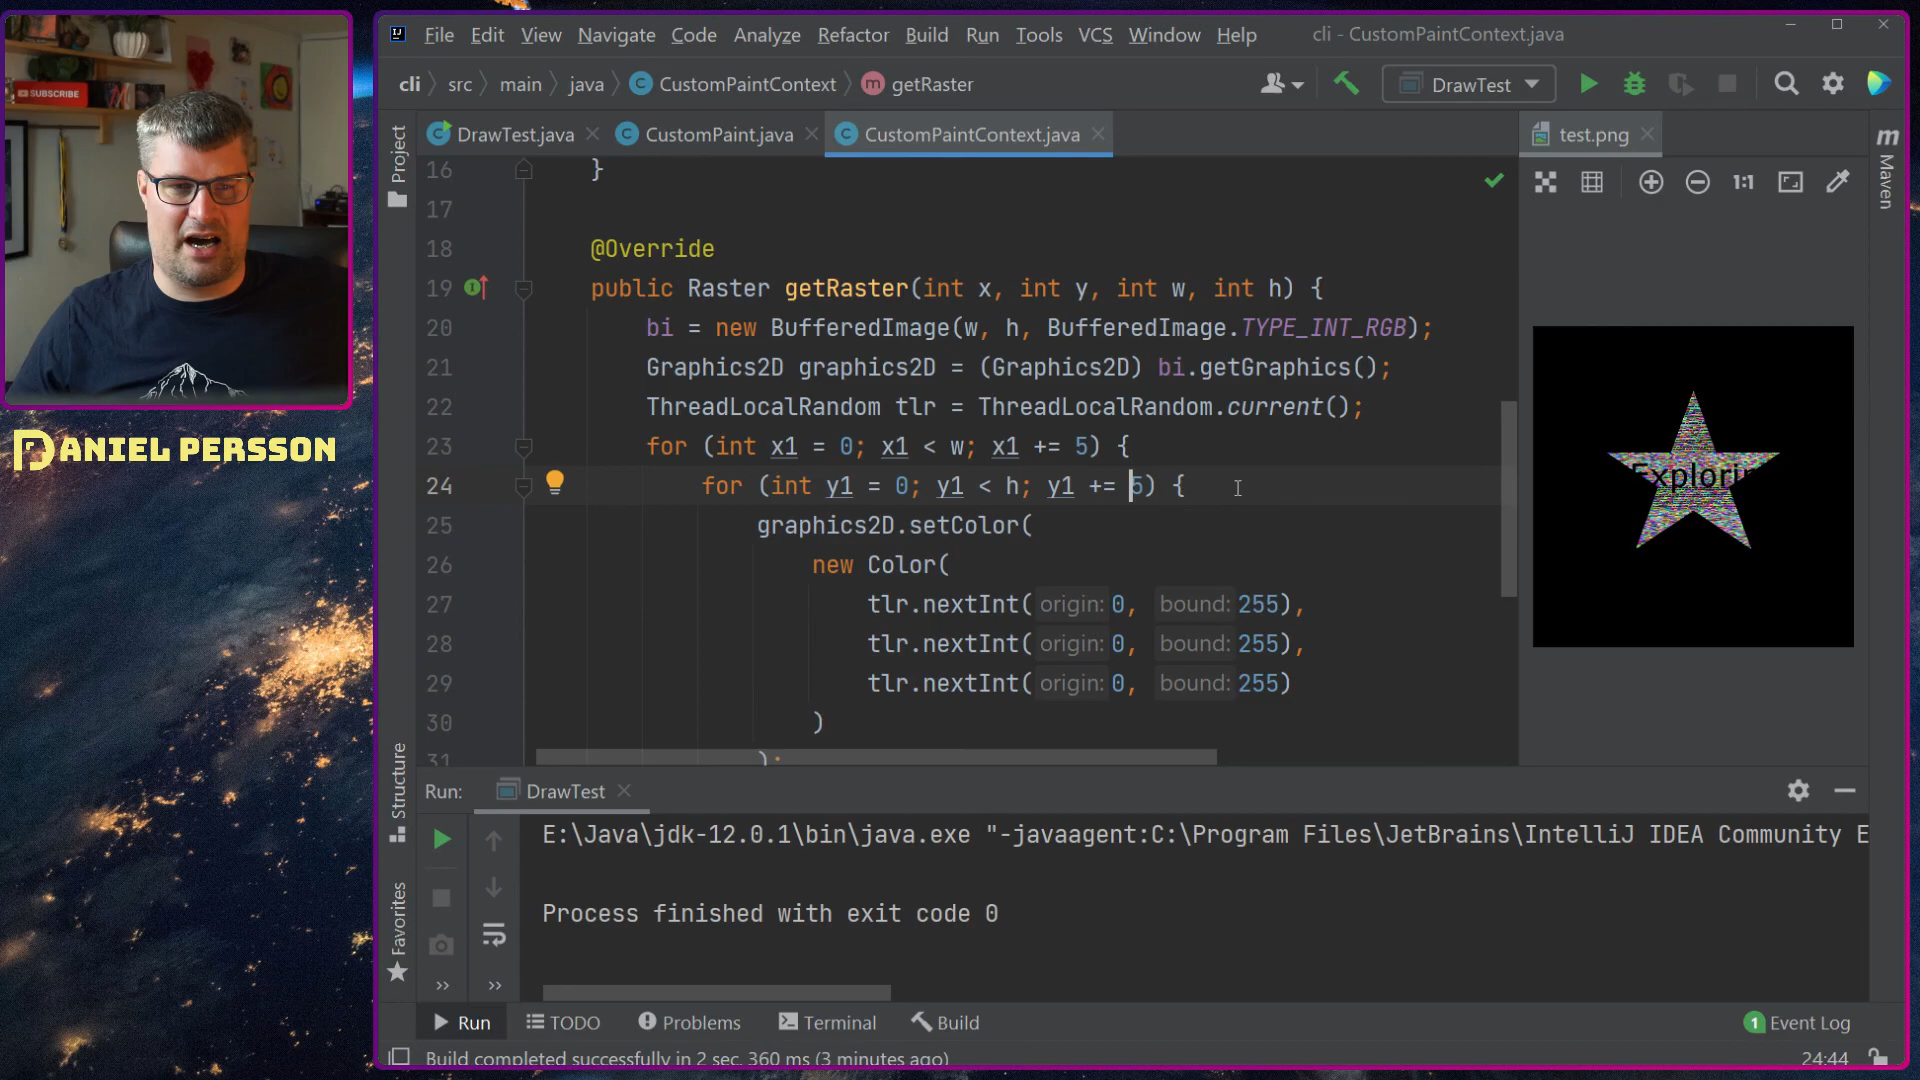 SUBSCRIBE
DANIEL PERSSON
File Edit View Navigate Code Analyze Refactor Build Run Tools VCS Window Help cli - CustomPaintContext.java
cli src main java CustomPaintContext getRaster DrawTest
DrawTest.java CustomPaint.java CustomPaintContext.java test.png
Project
Maven
Structure
Favorites
16 }
17
18 @Override
19 public Raster getRaster(int x, int y, int w, int h) {
20 bi = new BufferedImage(w, h, BufferedImage.TYPE_INT_RGB);
21 Graphics2D graphics2D = (Graphics2D) bi.getGraphics();
22 ThreadLocalRandom tlr = ThreadLocalRandom.current();
23 for (int x1 = 0; x1 < w; x1 += 5) {
24 for (int y1 = 0; y1 < h; y1 += 5) {
25 graphics2D.setColor(
26 new Color(
27 tlr.nextInt( origin: 0, bound: 255),
28 tlr.nextInt( origin: 0, bound: 255),
29 tlr.nextInt( origin: 0, bound: 255)
30 )
31 );
1:1
Explori
Run: DrawTest
E:\Java\jdk-12.0.1\bin\java.exe "-javaagent:C:\Program Files\JetBrains\IntelliJ IDEA Community E
Process finished with exit code 0
Run TODO Problems Terminal Build 1 Event Log
Build completed successfully in 2 sec, 360 ms (3 minutes ago) 24:44